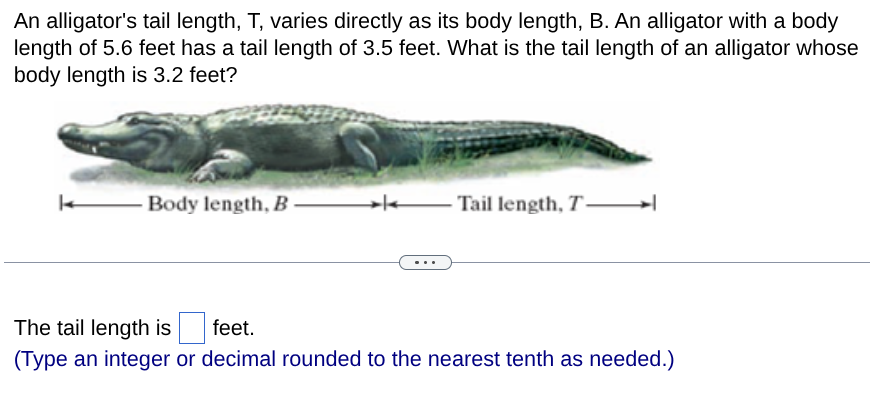 An alligator's tail length, T, varies directly as its body length, B. An alligator with a body
length of 5.6 feet has a tail length of 3.5 feet. What is the tail length of an alligator whose
body length is 3.2 feet?
Body length, B
Tail length, T
The tail length is feet.
(Type an integer or decimal rounded to the nearest tenth as needed.)